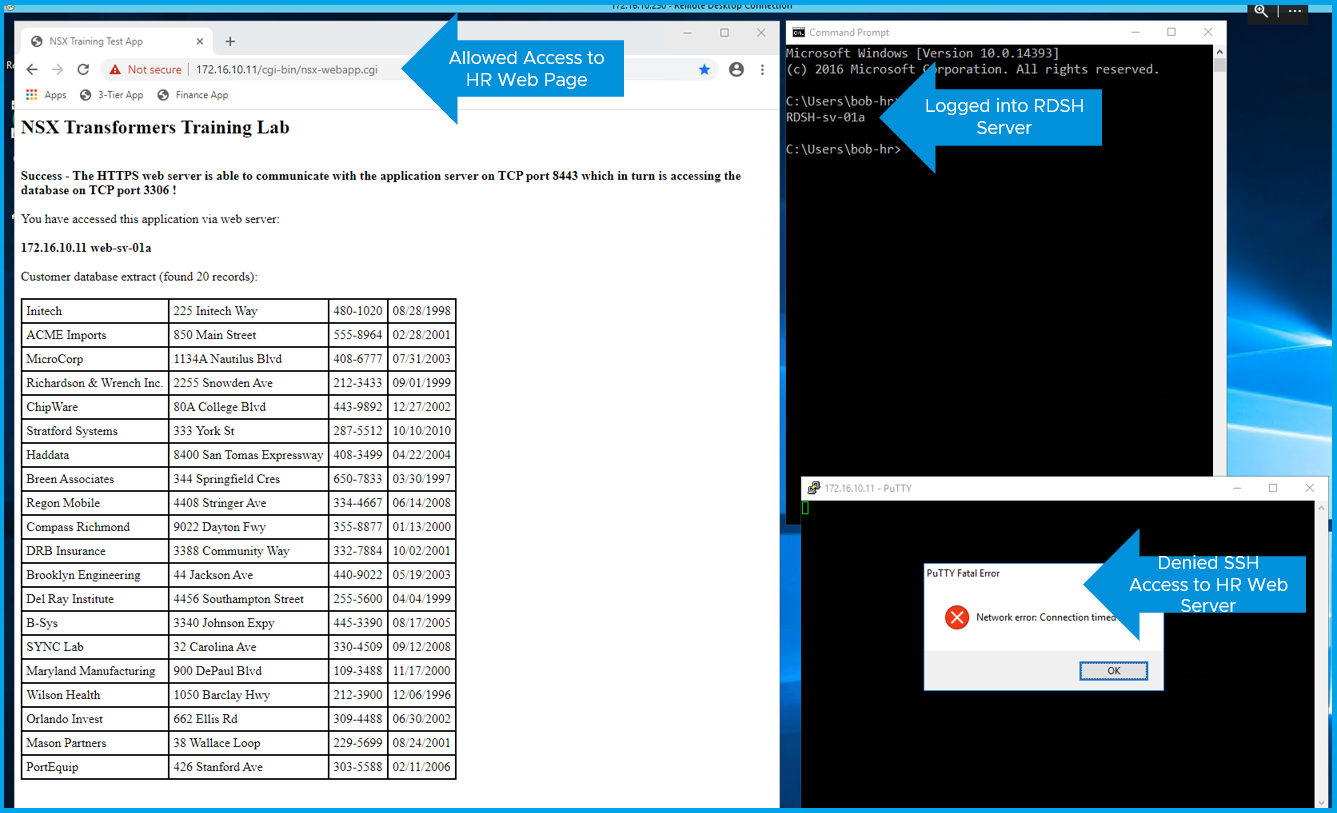 172.16.10.250 - Remote Desktop Connection
NSX Training Test App
Not secure | 172.16.10.11/cgi-bin/nsx-webapp.cgi
Apps 3-Tier App Finance App
Allowed Access to
HR Web Page
NSX Transformers Training Lab
Success - The HTTPS web server is able to communicate with the application server on TCP port 8443 which in turn is accessing the
database on TCP port 3306 !
You have accessed this application via web server:
172.16.10.11 web-sv-01a
Customer database extract (found 20 records):
Initech 225 Initech Way 480-1020 08/28/1998
ACME Imports 850 Main Street 555-8964 02/28/2001
MicroCorp 1134A Nautilus Blvd 408-6777 07/31/2003
Richardson & Wrench Inc. 2255 Snowden Ave 212-3433 09/01/1999
ChipWare 80A College Blvd 443-9892 12/27/2002
Stratford Systems 333 York St 287-5512 10/10/2010
Haddata 8400 San Tomas Expressway 408-3499 04/22/2004
Breen Associates 344 Springfield Cres 650-7833 03/30/1997
Regon Mobile 4408 Stringer Ave 334-4667 06/14/2008
Compass Richmond 9022 Dayton Fwy 355-8877 01/13/2000
DRB Insurance 3388 Community Way 332-7884 10/02/2001
Brooklyn Engineering 44 Jackson Ave 440-9022 05/19/2003
Del Ray Institute 4456 Southampton Street 255-5600 04/04/1999
B-Sys 3340 Johnson Expy 445-3390 08/17/2005
SYNC Lab 32 Carolina Ave 330-4509 09/12/2008
Maryland Manufacturing 900 DePaul Blvd 109-3488 11/17/2000
Wilson Health 1050 Barclay Hwy 212-3900 12/06/1996
Orlando Invest 662 Ellis Rd 309-4488 06/30/2002
Mason Partners 38 Wallace Loop 229-5699 08/24/2001
PortEquip 426 Stanford Ave 303-5588 02/11/2006
Command Prompt
Microsoft Windows [Version 10.0.14393]
(c) 2016 Microsoft Corporation. All rights reserved.
C:\Users\bob-hr>
RDSH-sv-01a
C:\Users\bob-hr>
Logged into RDSH
Server
172.16.10.11 - PuTTY
PuTTY Fatal Error
Network error: Connection timed
OK
Denied SSH
Access to HR Web
Server